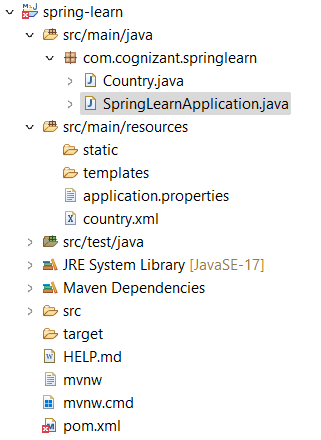 spring-learn
src/main/java
com.cognizant.springlearn
Country.java
SpringLearnApplication.java
src/main/resources
static
templates
application.properties
country.xml
src/test/java
JRE System Library [JavaSE-17]
Maven Dependencies
src
target
HELP.md
mvnw
mvnw.cmd
pom.xml